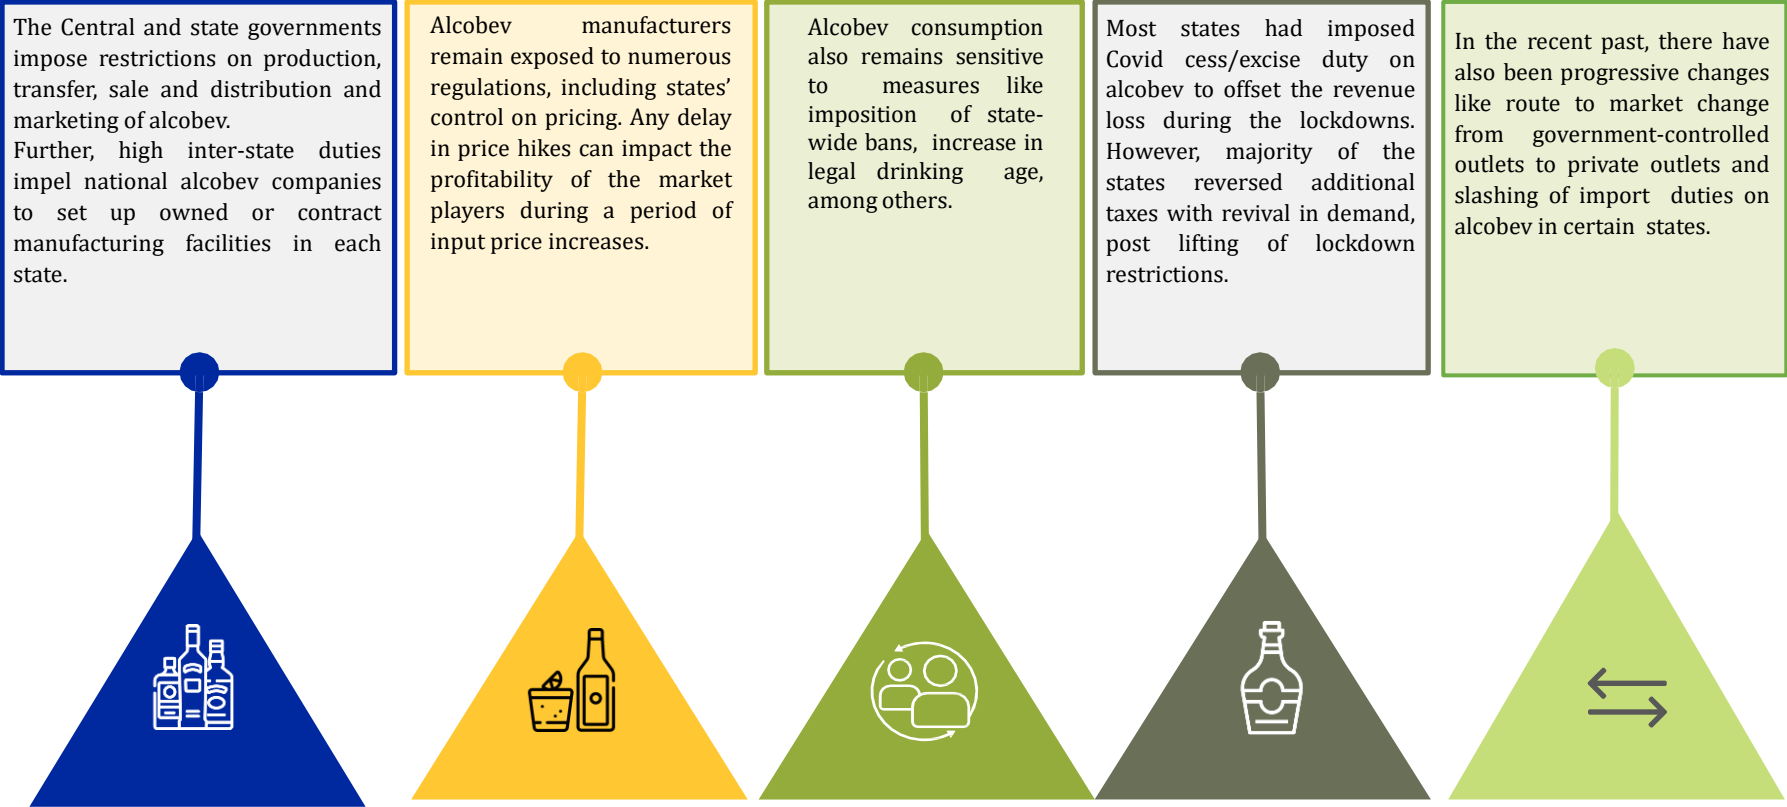 The Central and state governments
impose restrictions on production,
transfer, sale and distribution and
marketing of alcobev.
Further, high inter-state duties
impel national alcobev companies
to set up owned or contract
manufacturing facilities in each
state.
Alcobev manufacturers
remain exposed to numerous
regulations, including states’
control on pricing. Any delay
in price hikes can impact the
profitability of the market
players during a period of
input price increases.
Alcobev consumption
also remains sensitive
to measures like
imposition of state-
wide bans, increase in
legal drinking age,
among others.
Most states had imposed
Covid cess/excise duty on
alcobev to offset the revenue
loss during the lockdowns.
However, majority of the
states reversed additional
taxes with revival in demand,
post lifting of lockdown
restrictions.
In the recent past, there have
also been progressive changes
like route to market change
from government-controlled
outlets to private outlets and
slashing of import duties on
alcobev in certain states.